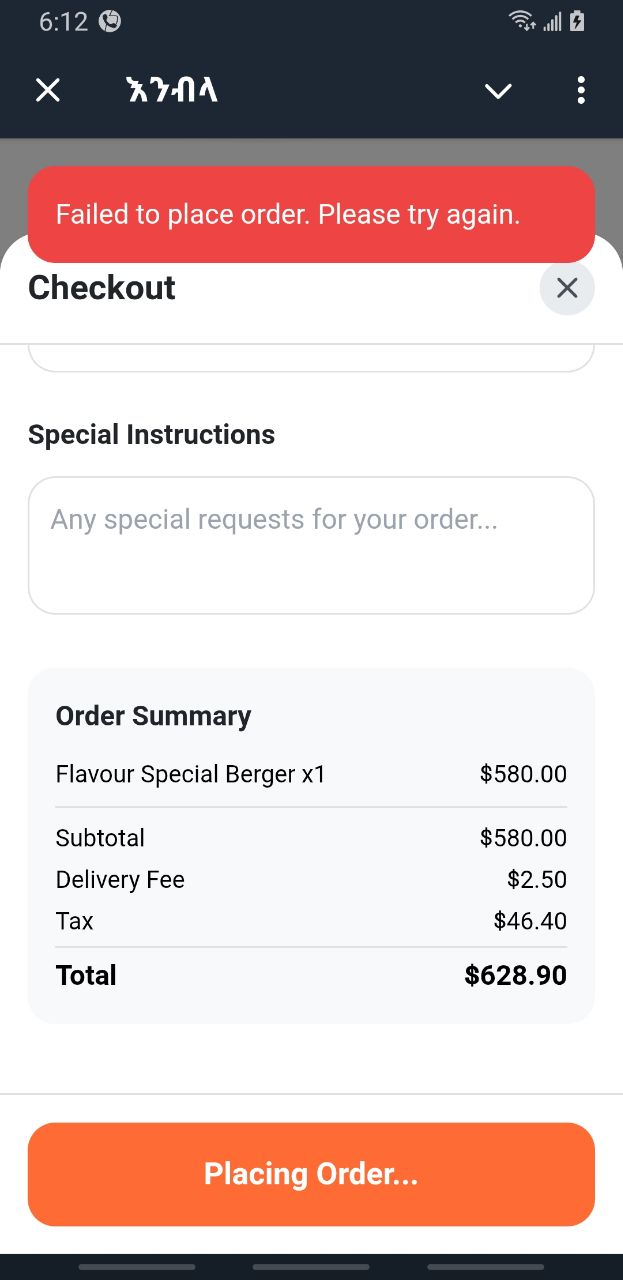 6:12
እንብላ
Failed to place order. Please try again.
Checkout
Special Instructions
Any special requests for your order...
Order Summary
Flavour Special Berger x1 $580.00
Subtotal $580.00
Delivery Fee $2.50
Tax $46.40
Total $628.90
Placing Order...